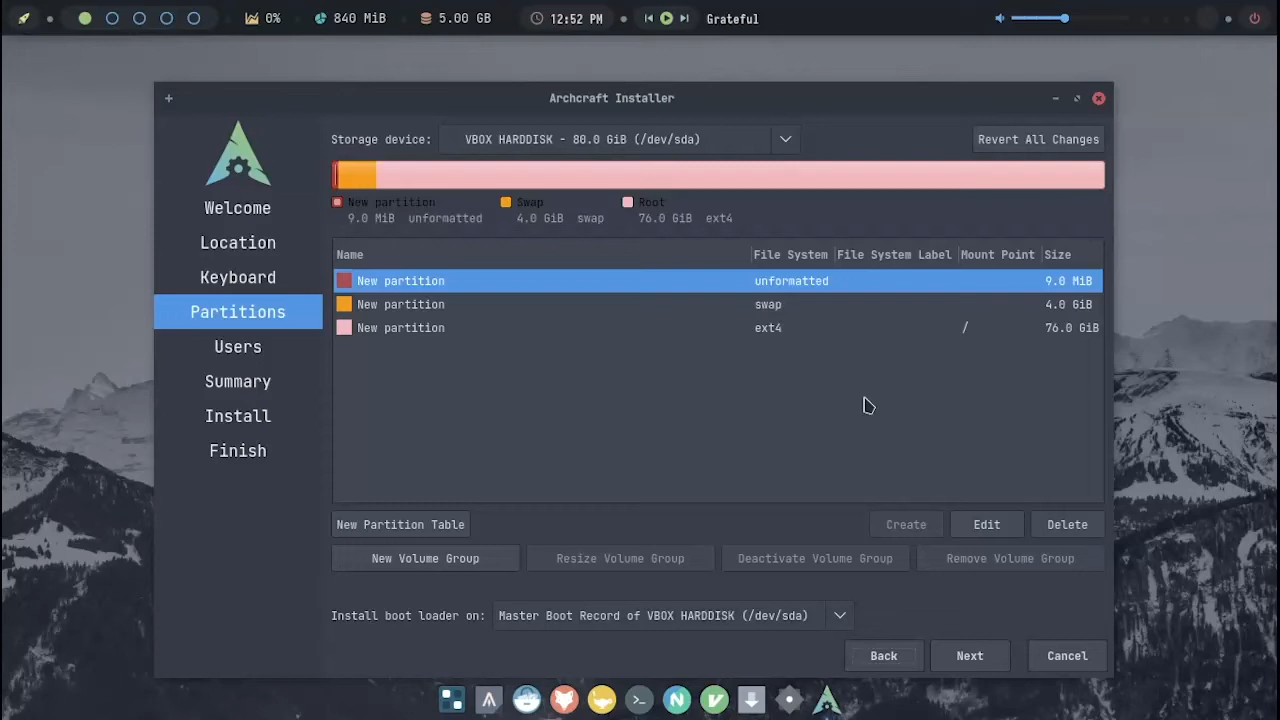 0% 840 MiB 5.00 GB 12:52 PM Grateful
Archcraft Installer
Storage device: VBOX HARDDISK - 80.0 GiB (/dev/sda) Revert All Changes
New partition Swap Root
9.0 MiB unformatted 4.0 GiB swap 76.0 GiB ext4
Welcome
Location
Keyboard
Partitions
Users
Summary
Install
Finish
Name File System File System Label Mount Point Size
New partition unformatted 9.0 MiB
New partition swap 4.0 GiB
New partition ext4 / 76.0 GiB
New Partition Table Create Edit Delete
New Volume Group Resize Volume Group Deactivate Volume Group Remove Volume Group
Install boot loader on: Master Boot Record of VBOX HARDDISK (/dev/sda)
Back Next Cancel